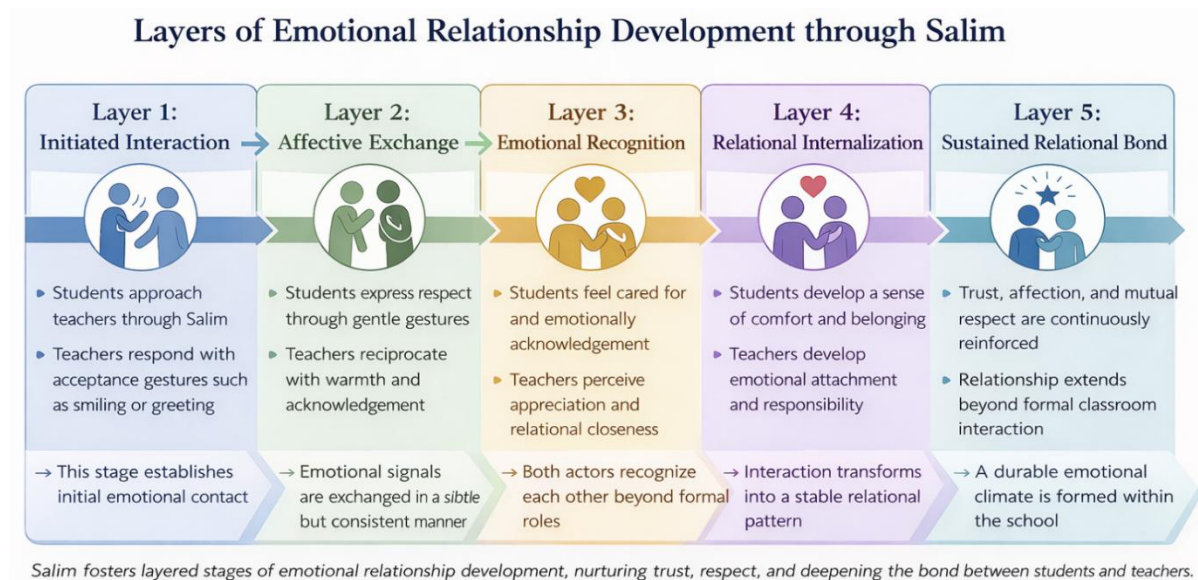 Layers of Emotional Relationship Development through Salim
Layer 1:
Initiated Interaction
Students approach
teachers through Salim
Teachers respond with
acceptance gestures such
as smiling or greeting
→ This stage establishes
initial emotional contact
Layer 2:
Affective Exchange
Students express respect
through gentle gestures
Teachers reciprocate
with warmth and
acknowledgement
→ Emotional signals
are exchanged in a sibtle
but consistent manner
Layer 3:
Emotional Recognition
Students feel cared for
and emotionally
acknowledgement
Teachers perceive
appreciation and
relational closeness
→ Both actors recognize
each other beyond formal
roles
Layer 4:
Relational Internalization
Students develop a sense
of comfort and belonging
Teachers develop
emotional attachment
and responsibility
→ Interaction transforms
into a stable relational
pattern
Layer 5:
Sustained Relational Bond
Trust, affection, and mutual
respect are continuously
reinforced
Relationship extends
beyond formal classroom
interaction
→ A durable emotional
climate is formed within
the school
Salim fosters layered stages of emotional relationship development, nurturing trust, respect, and deepening the bond between students and teachers.